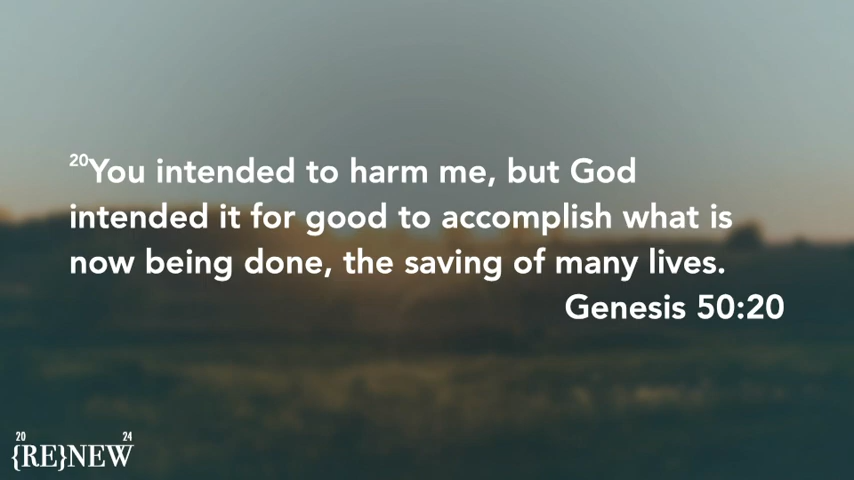 20You intended to harm me, but God
intended it for good to accomplish what is
now being done, the saving of many lives.
Genesis 50:20
20 24
{RE}NEW